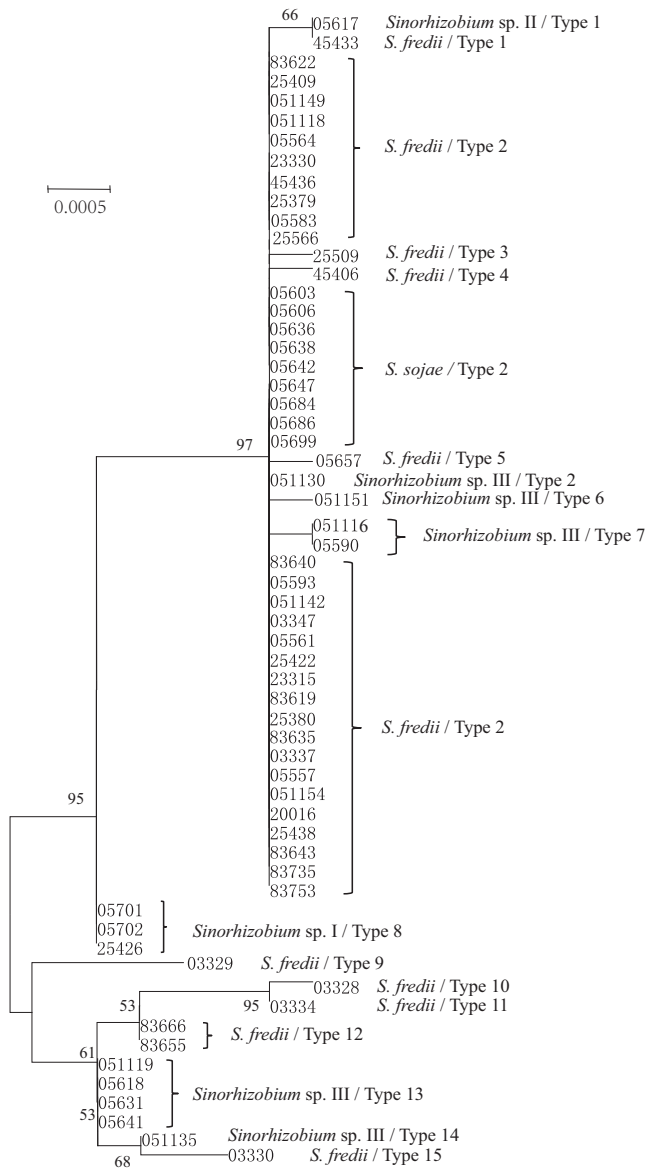 66
05617 Sinorhizobium sp. II / Type 1
45433 S. fredii / Type 1
83622
25409
051149
051118
05564
S. fredii / Type 2
23330
45436
25379
05583
25566
0.0005
25509 S. fredii / Type 3
45406 S. fredii / Type 4
05603
05606
05636
05638
05642 S. sojae / Type 2
05647
05684
05686
05699
97
05657 S. fredii / Type 5
051130 Sinorhizobium sp. III / Type 2
051151 Sinorhizobium sp. III / Type 6
051116
Sinorhizobium sp. III / Type 7
05590
83640
05593
051142
03347
05561
25422
23315
83619
25380
83635 S. fredii / Type 2
03337
05557
051154
20016
25438
83643
83735
83753
95
05701
05702 Sinorhizobium sp. I / Type 8
25426
03329 S. fredii / Type 9
03328 S. fredii / Type 10
53
95 03334 S. fredii / Type 11
83666
S. fredii / Type 12
83655
61
051119
05618
Sinorhizobium sp. III / Type 13
05631
53 05641
051135 Sinorhizobium sp. III / Type 14
03330 S. fredii / Type 15
68